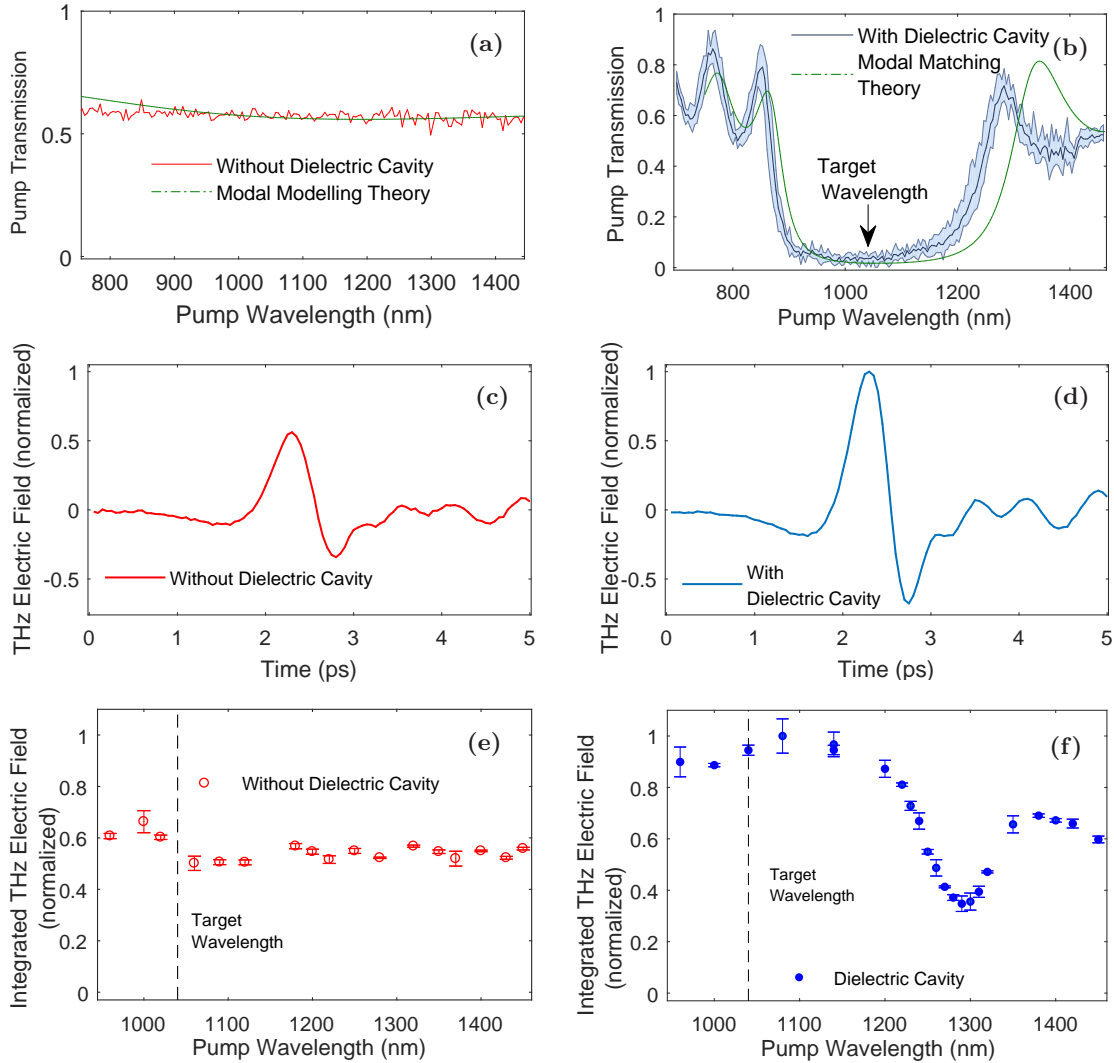 (a)
Pump Transmission
1
0.5
0
Without Dielectric Cavity
Modal Modelling Theory
800 900 1000 1100 1200 1300 1400
Pump Wavelength (nm)
(b)
Pump Transmission
1
0.8
0.6
0.4
0.2
0
With Dielectric Cavity
Modal Matching
Theory
Target
Wavelength
800 1000 1200 1400
Pump Wavelength (nm)
(c)
THz Electric Field (normalized)
1
0.5
0
-0.5
Without Dielectric Cavity
0 1 2 3 4 5
Time (ps)
(d)
THz Electric Field (normalized)
1
0.5
0
-0.5
With
Dielectric Cavity
0 1 2 3 4 5
Time (ps)
(e)
Integrated THz Electric Field
(normalized)
1
0.8
0.6
0.4
0.2
0
Without Dielectric Cavity
Target
Wavelength
1000 1100 1200 1300 1400
Pump Wavelength (nm)
(f)
Integrated THz Electric Field
(normalized)
1
0.8
0.6
0.4
0.2
0
Target
Wavelength
Dielectric Cavity
1000 1100 1200 1300 1400
Pump Wavelength (nm)